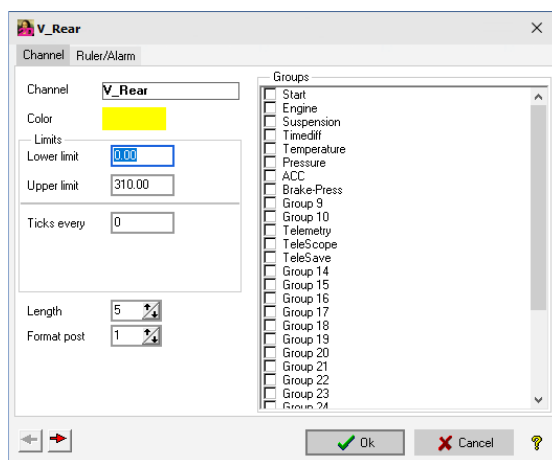 V_Rear
Channel Ruler/Alarm
Channel V_Rear
Color
Limits
Lower limit 0.00
Upper limit 310.00
Ticks every 0
Length 5
Format post 1
Groups
Start
Engine
Suspension
Timediff
Temperature
Pressure
ACC
Brake-Press
Group 9
Group 10
Telemetry
TeleScope
TeleSave
Group 14
Group 15
Group 16
Group 17
Group 18
Group 19
Group 20
Group 21
Group 22
Group 23
Group 24
Ok Cancel ?